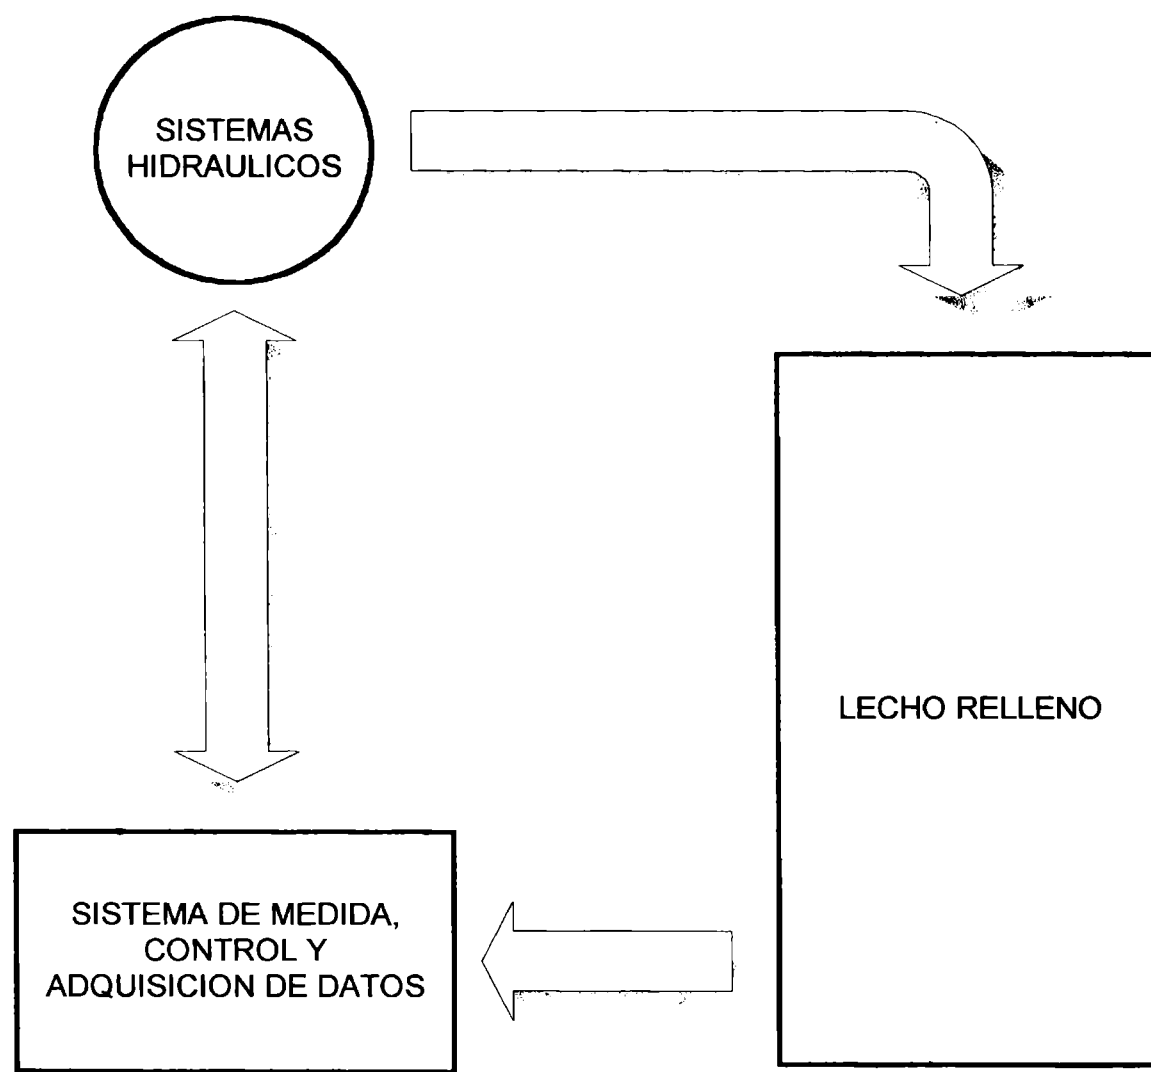 SISTEMAS
HIDRAULICOS
LECHO RELLENO
SISTEMA DE MEDIDA,
CONTROL Y
ADQUISICION DE DATOS